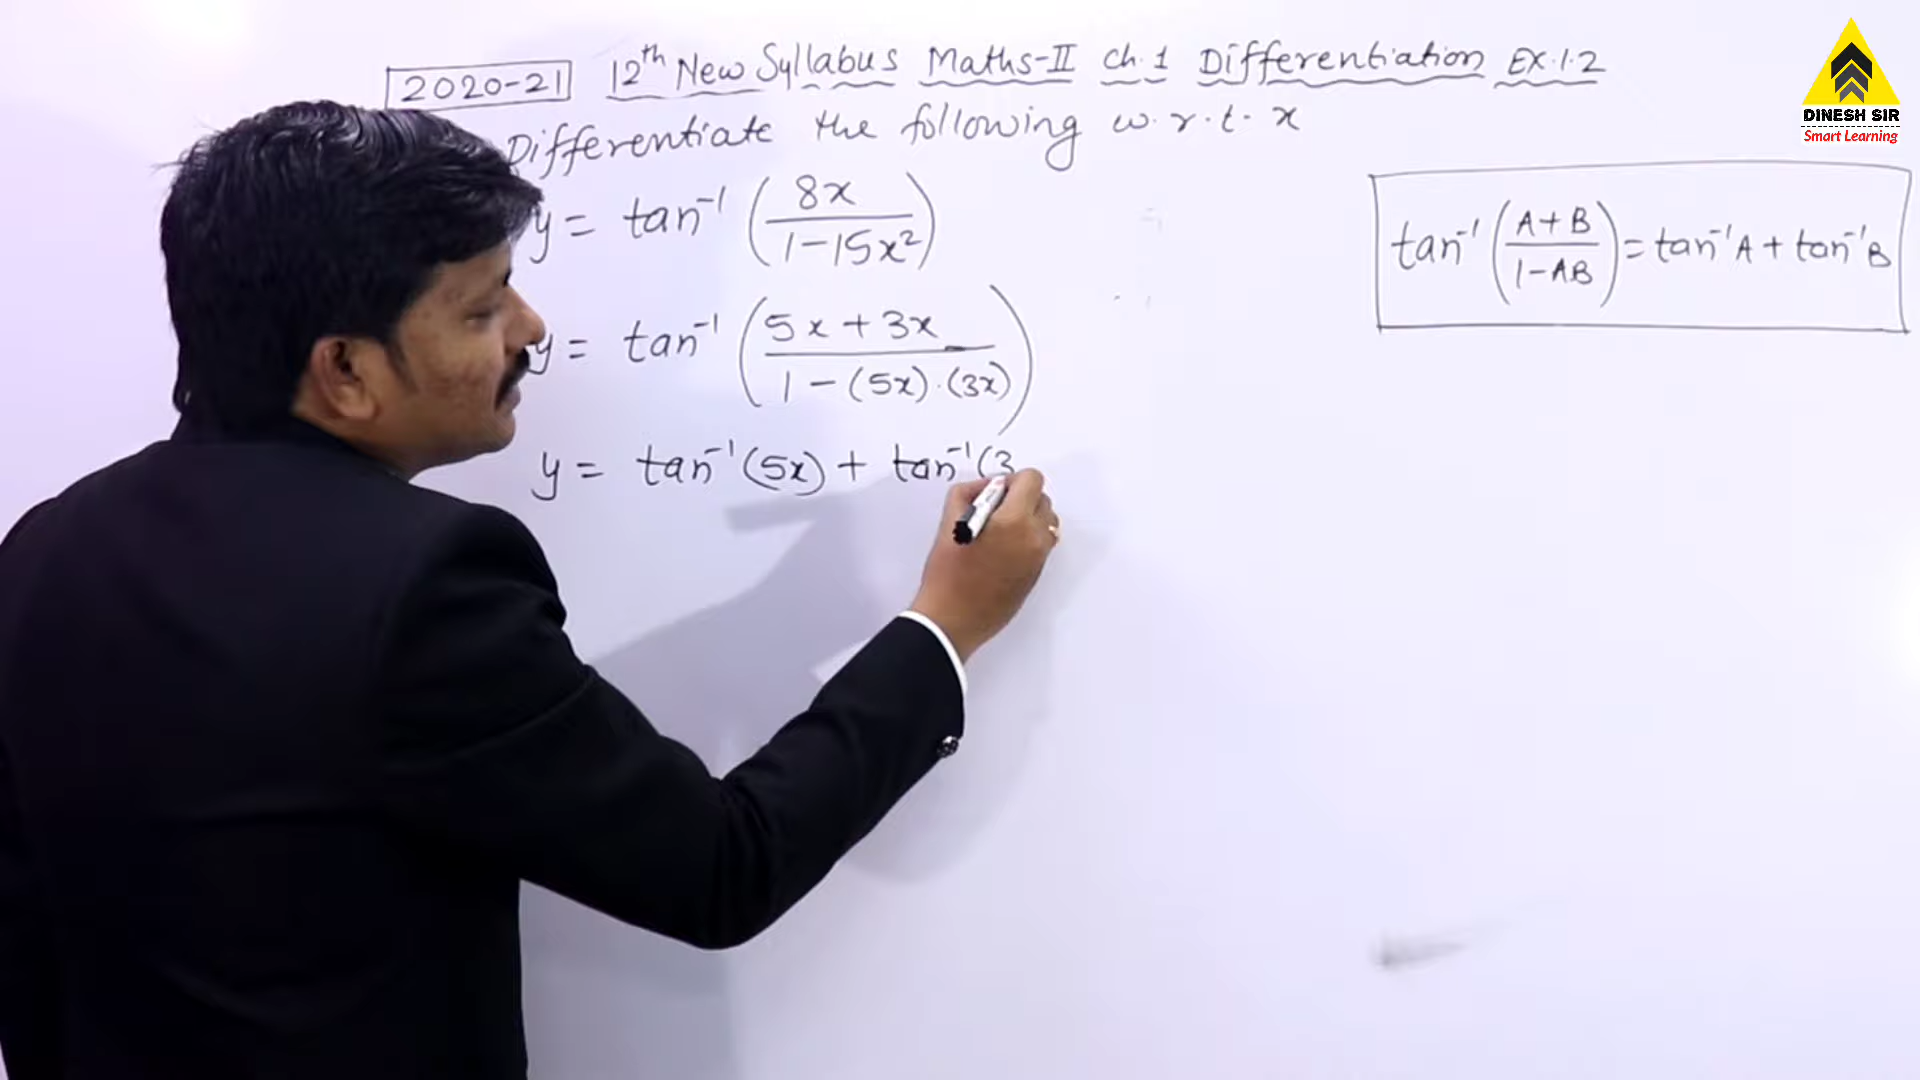 2020-21 12th New Syllabus Maths-II Ch.1 Differentiation Ex.1.2
Differentiate the following w.r.t. x
y = tan⁻¹ (8x / 1-15x²)
y = tan⁻¹ (5x + 3x / 1 - (5x).(3x))
y = tan⁻¹(5x) + tan⁻¹(3
tan⁻¹ (A+B / 1-AB) = tan⁻¹A + tan⁻¹B
DINESH SIR
Smart Learning